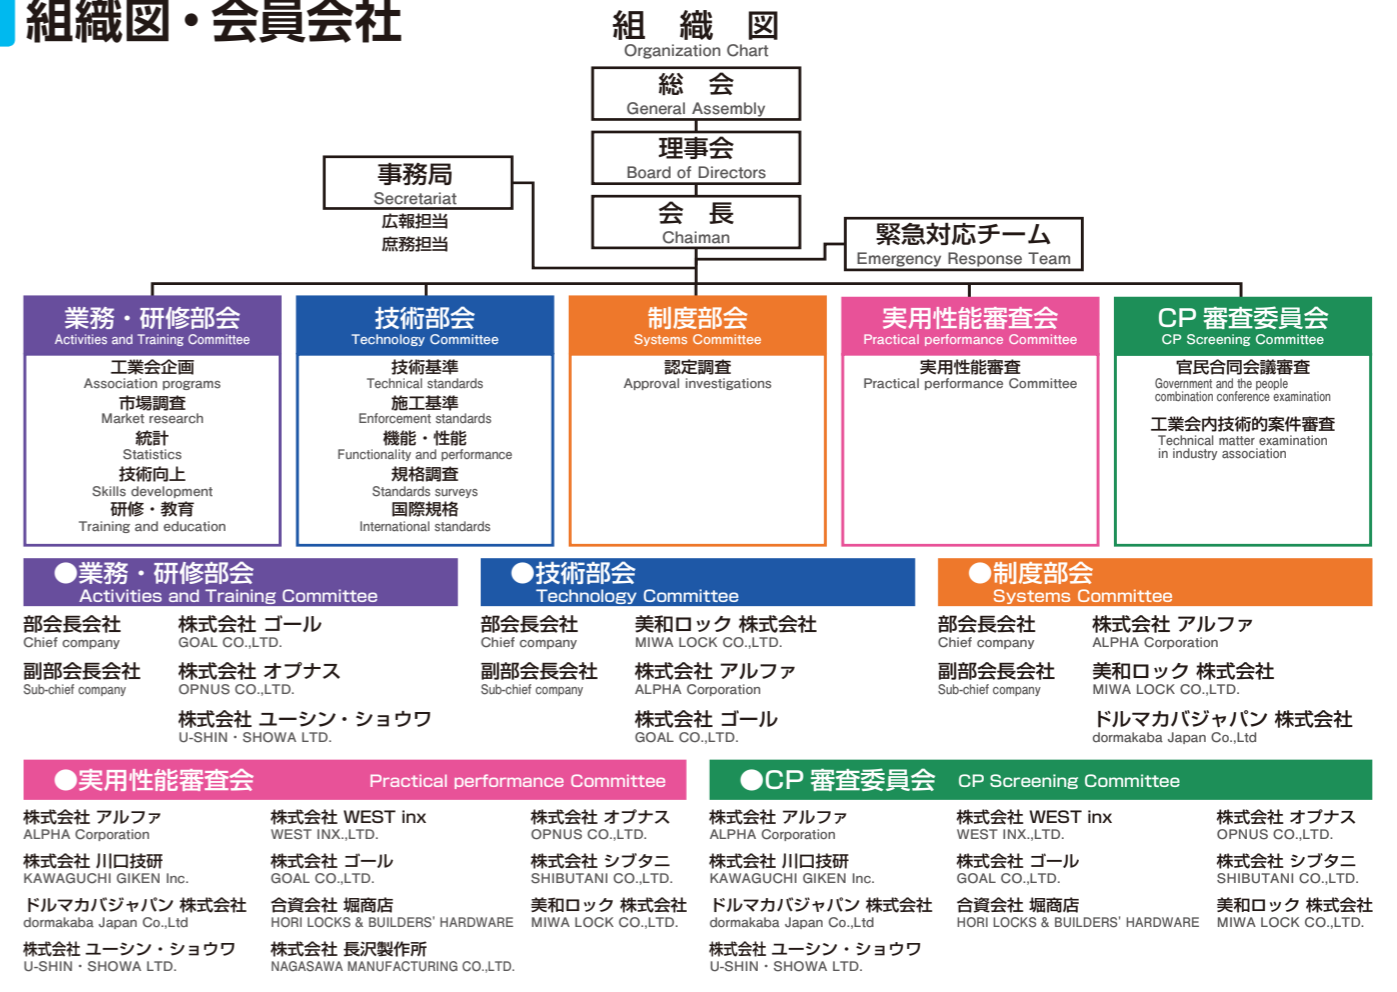 組織図・会員会社
組 織 図
Organization Chart
総 会
General Assembly
理事会
Board of Directors
事務局
Secretariat
広報担当
庶務担当
会 長
Chaiman
緊急対応チーム
Emergency Response Team
業務・研修部会
Activities and Training Committee
工業会企画
Association programs
市場調査
Market research
統計
Statistics
技術向上
Skills development
研修・教育
Training and education
技術部会
Technology Committee
技術基準
Technical standards
施工基準
Enforcement standards
機能・性能
Functionality and performance
規格調査
Standards surveys
国際規格
International standards
制度部会
Systems Committee
認定調査
Approval investigations
実用性能審査会
Practical performance Committee
実用性能審査
Practical performance Committee
CP 審査委員会
CP Screening Committee
官民合同会議審査
Government and the people
combination conference examination
工業会内技術的案件審査
Technical matter examination
in industry association
●業務・研修部会
Activities and Training Committee
部会長会社 株式会社 ゴール
Chief company GOAL CO.,LTD.
副部会長会社 株式会社 オプナス
Sub-chief company OPNUS CO.,LTD.
株式会社 ユーシン・ショウワ
U-SHIN・SHOWA LTD.
●技術部会
Technology Committee
部会長会社 美和ロック 株式会社
Chief company MIWA LOCK CO.,LTD.
副部会長会社 株式会社 アルファ
Sub-chief company ALPHA Corporation
株式会社 ゴール
GOAL CO.,LTD.
●制度部会
Systems Committee
部会長会社 株式会社 アルファ
Chief company ALPHA Corporation
副部会長会社 美和ロック 株式会社
Sub-chief company MIWA LOCK CO.,LTD.
ドルマカバジャパン 株式会社
dormakaba Japan Co.,Ltd
●実用性能審査会 Practical performance Committee
株式会社 アルファ 株式会社 WEST inx 株式会社 オプナス
ALPHA Corporation WEST INX.,LTD. OPNUS CO.,LTD.
株式会社 川口技研 株式会社 ゴール 株式会社 シブタニ
KAWAGUCHI GIKEN Inc. GOAL CO.,LTD. SHIBUTANI CO.,LTD.
ドルマカバジャパン 株式会社 合資会社 堀商店 美和ロック 株式会社
dormakaba Japan Co.,Ltd HORI LOCKS & BUILDERS' HARDWARE MIWA LOCK CO.,LTD.
株式会社 ユーシン・ショウワ 株式会社 長沢製作所
U-SHIN・SHOWA LTD. NAGASAWA MANUFACTURING CO.,LTD.
●CP 審査委員会 CP Screening Committee
株式会社 アルファ 株式会社 WEST inx 株式会社 オプナス
ALPHA Corporation WEST INX.,LTD. OPNUS CO.,LTD.
株式会社 川口技研 株式会社 ゴール 株式会社 シブタニ
KAWAGUCHI GIKEN Inc. GOAL CO.,LTD. SHIBUTANI CO.,LTD.
ドルマカバジャパン 株式会社 合資会社 堀商店 美和ロック 株式会社
dormakaba Japan Co.,Ltd HORI LOCKS & BUILDERS' HARDWARE MIWA LOCK CO.,LTD.
株式会社 ユーシン・ショウワ
U-SHIN・SHOWA LTD.